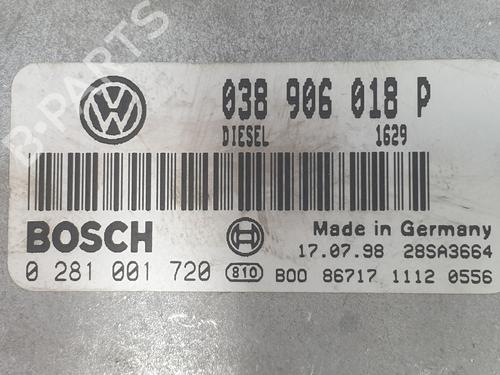 B-PARTS
038 906 018 P
DIESEL 1629
BOSCH
Made in Germany
17.07.98 28SA3664
0 281 001 720 810 B00 86717 1112 0556